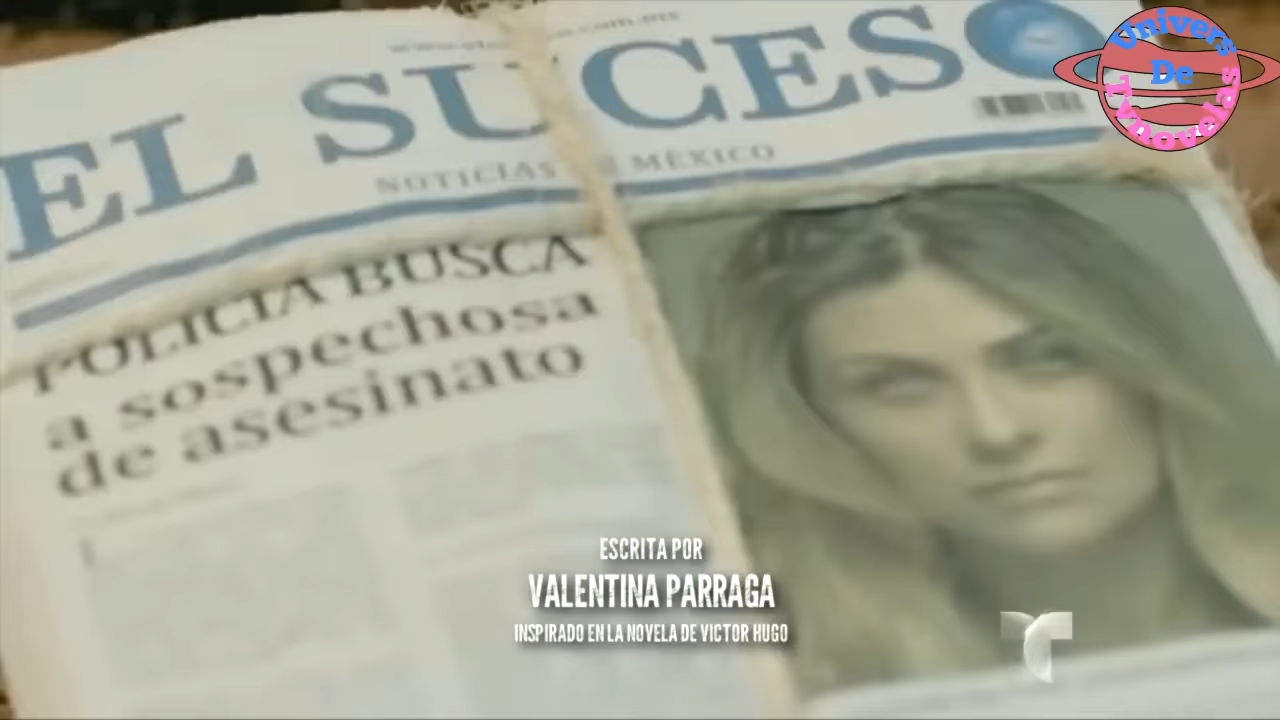 EL SUCESO
NOTICIAS DE MÉXICO
POLICIA BUSCA
a sospechosa
de asesinato
ESCRITA POR
VALENTINA PARRAGA
INSPIRADO EN LA NOVELA DE VICTOR HUGO
Univers
De
Tvnovelas